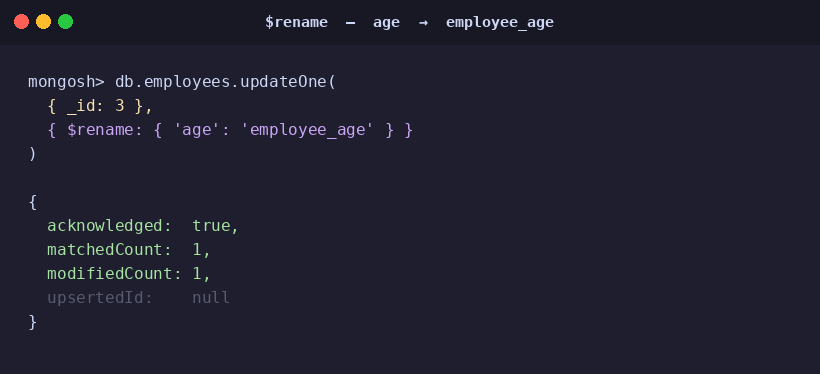 $rename — age → employee_age
mongosh> db.employees.updateOne(
  { _id: 3 },
  { $rename: { 'age': 'employee_age' } }
)
{
  acknowledged:  true,
  matchedCount:  1,
  modifiedCount: 1,
  upsertedId:    null
}